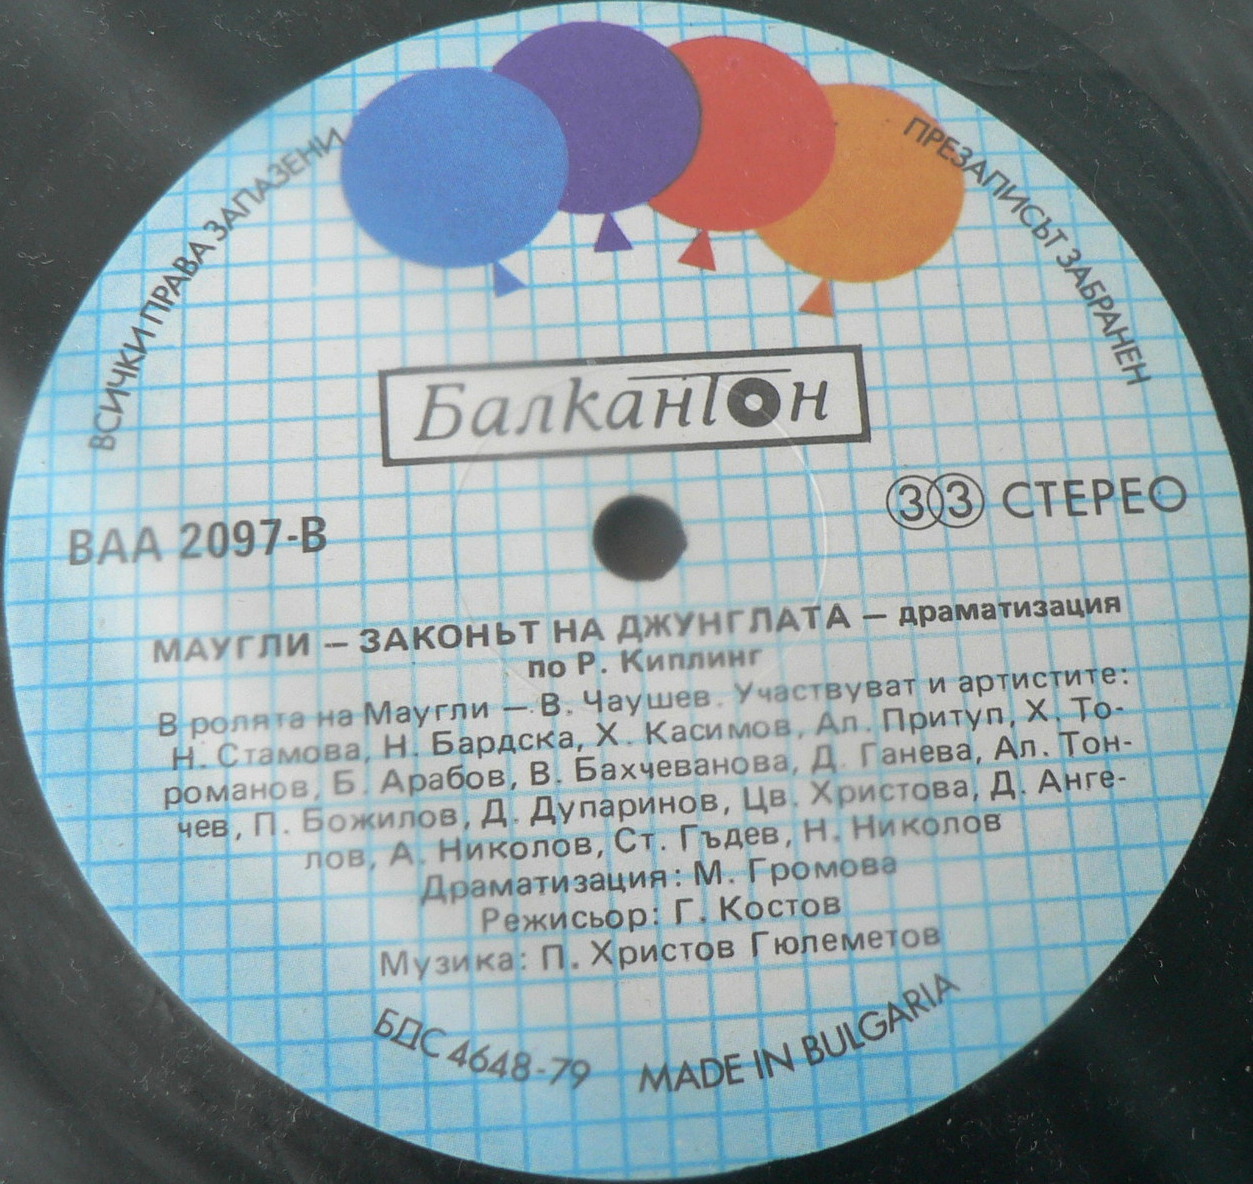 ВСИЧКИ ПРАВА ЗАПАЗЕНИ
ПРЕЗАПИСЪТ ЗАБРАНЕН
Балкантон
ВАА 2097-В
33 СТЕРЕО
МАУГЛИ — ЗАКОНЪТ НА ДЖУНГЛАТА — драматизация
по Р. Киплинг
В ролята на Маугли — В. Чаушев. Участвуват и артистите:
Н. Стамова, Н. Бардска, Х. Касимов, Ал. Притуп, Х. То-
романов, Б. Арабов, В. Бахчеванова, Д. Ганева, Ал. Тон-
чев, П. Божилов, Д. Дупаринов, Цв. Христова, Д. Анге-
лов, А. Николов, Ст. Гъдев, Н. Николов
Драматизация: М. Громова
Режисьор: Г. Костов
Музика: П. Христов Гюлеметов
БДС 4648-79
MADE IN BULGARIA